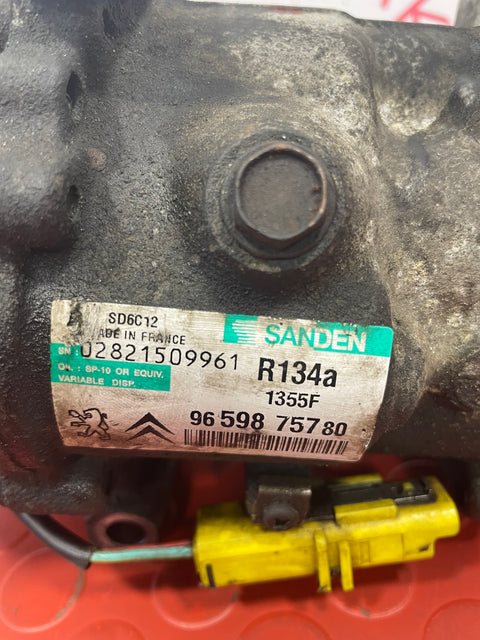 SD6C12
MADE IN FRANCE
SANDEN
SN: 02821509961
OIL : SP-10 OR EQUIV.
VARIABLE DISP.
R134a
1355F
96 598 757 80